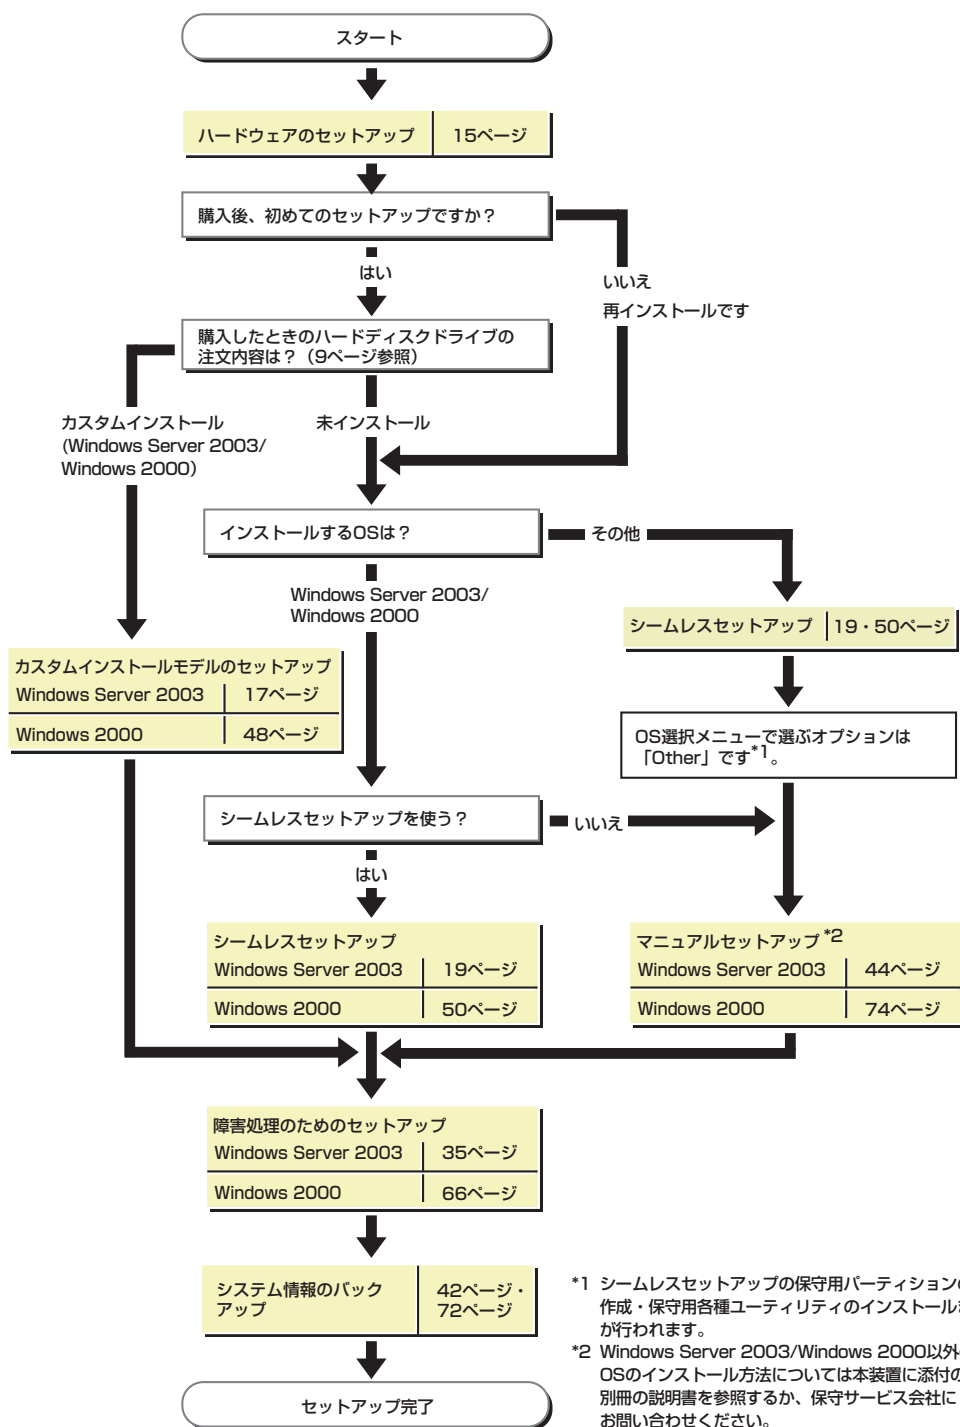 スタート
ハードウェアのセットアップ 15ページ
購入後、初めてのセットアップですか？
はい
いいえ
再インストールです
購入したときのハードディスクドライブの
注文内容は？（9ページ参照）
カスタムインストール
(Windows Server 2003/
Windows 2000）
未インストール
インストールするOSは？
その他
Windows Server 2003/
Windows 2000
シームレスセットアップ 19・50ページ
カスタムインストールモデルのセットアップ
Windows Server 2003 17ページ
Windows 2000 48ページ
OS選択メニューで選ぶオプションは
「Other」です*1。
シームレスセットアップを使う？
いいえ
はい
シームレスセットアップ
Windows Server 2003 19ページ
Windows 2000 50ページ
マニュアルセットアップ*2
Windows Server 2003 44ページ
Windows 2000 74ページ
障害処理のためのセットアップ
Windows Server 2003 35ページ
Windows 2000 66ページ
システム情報のバック
アップ
42ページ・
72ページ
セットアップ完了
*1 シームレスセットアップの保守用パーティションの
作成・保守用各種ユーティリティのインストールま
が行われます。
*2 Windows Server 2003/Windows 2000以外
OSのインストール方法については本装置に添付の
別冊の説明書を参照するか、保守サービス会社に
お問い合わせください。